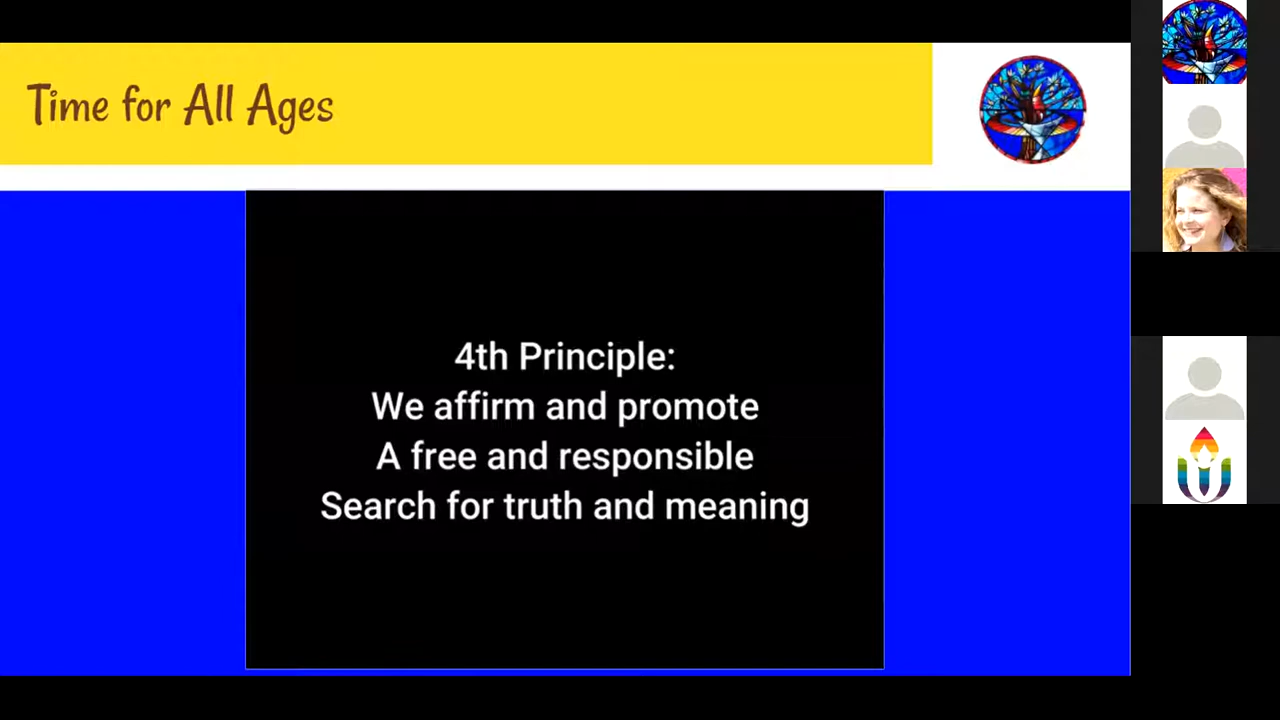 Time for All Ages
4th Principle:
We affirm and promote
A free and responsible
Search for truth and meaning